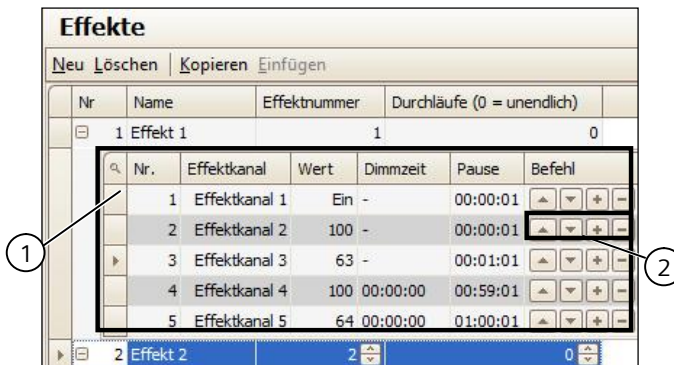 Effekte
Neu Löschen Kopieren Einfügen
Nr Name Effektnummer Durchläufe (0 = unendlich)
1 Effekt 1 1 0
Nr. Effektkanal Wert Dimmzeit Pause Befehl
1 Effektkanal 1 Ein - 00:00:01
2 Effektkanal 2 100 - 00:00:01
3 Effektkanal 3 63 - 00:01:01
4 Effektkanal 4 100 00:00:00 00:59:01
5 Effektkanal 5 64 00:00:00 01:00:01
2 Effekt 2 2 0
1
2